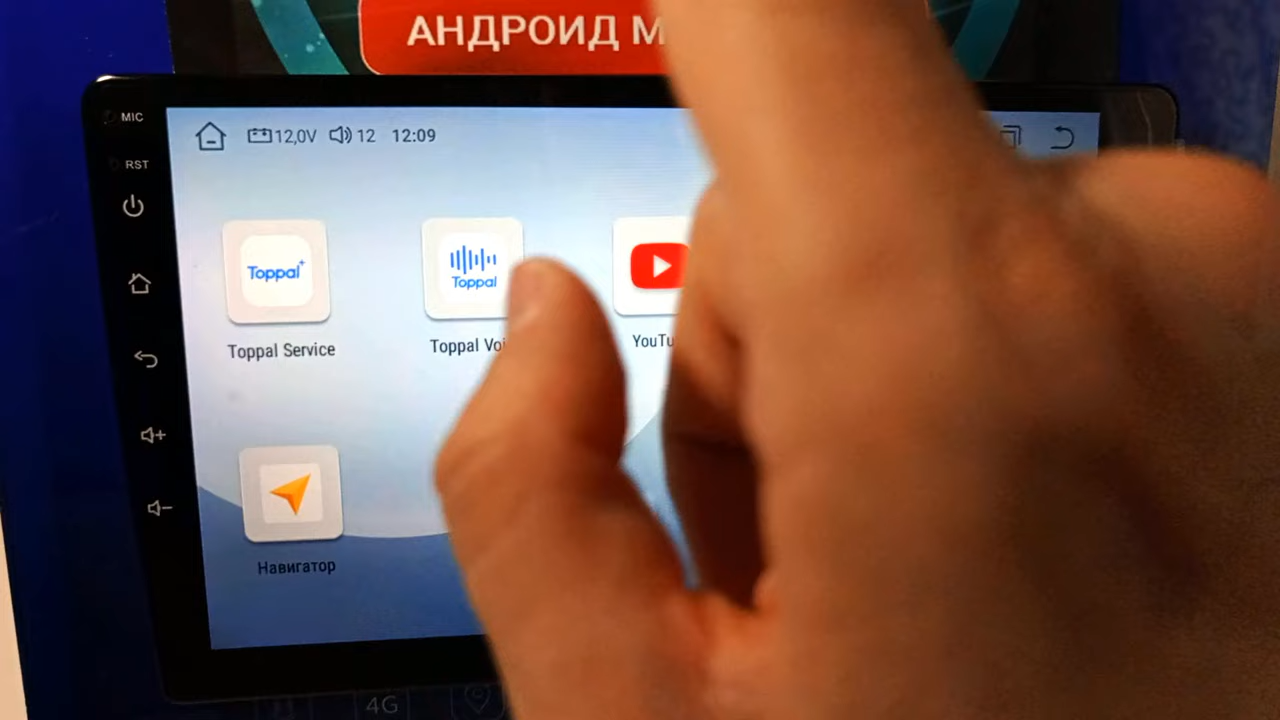 АНДРОИД М
MIC
12,0V 12 12:09
RST
Toppal+
Toppal
Toppal Service
Toppal Voi
YouTu
Навигатор
4G